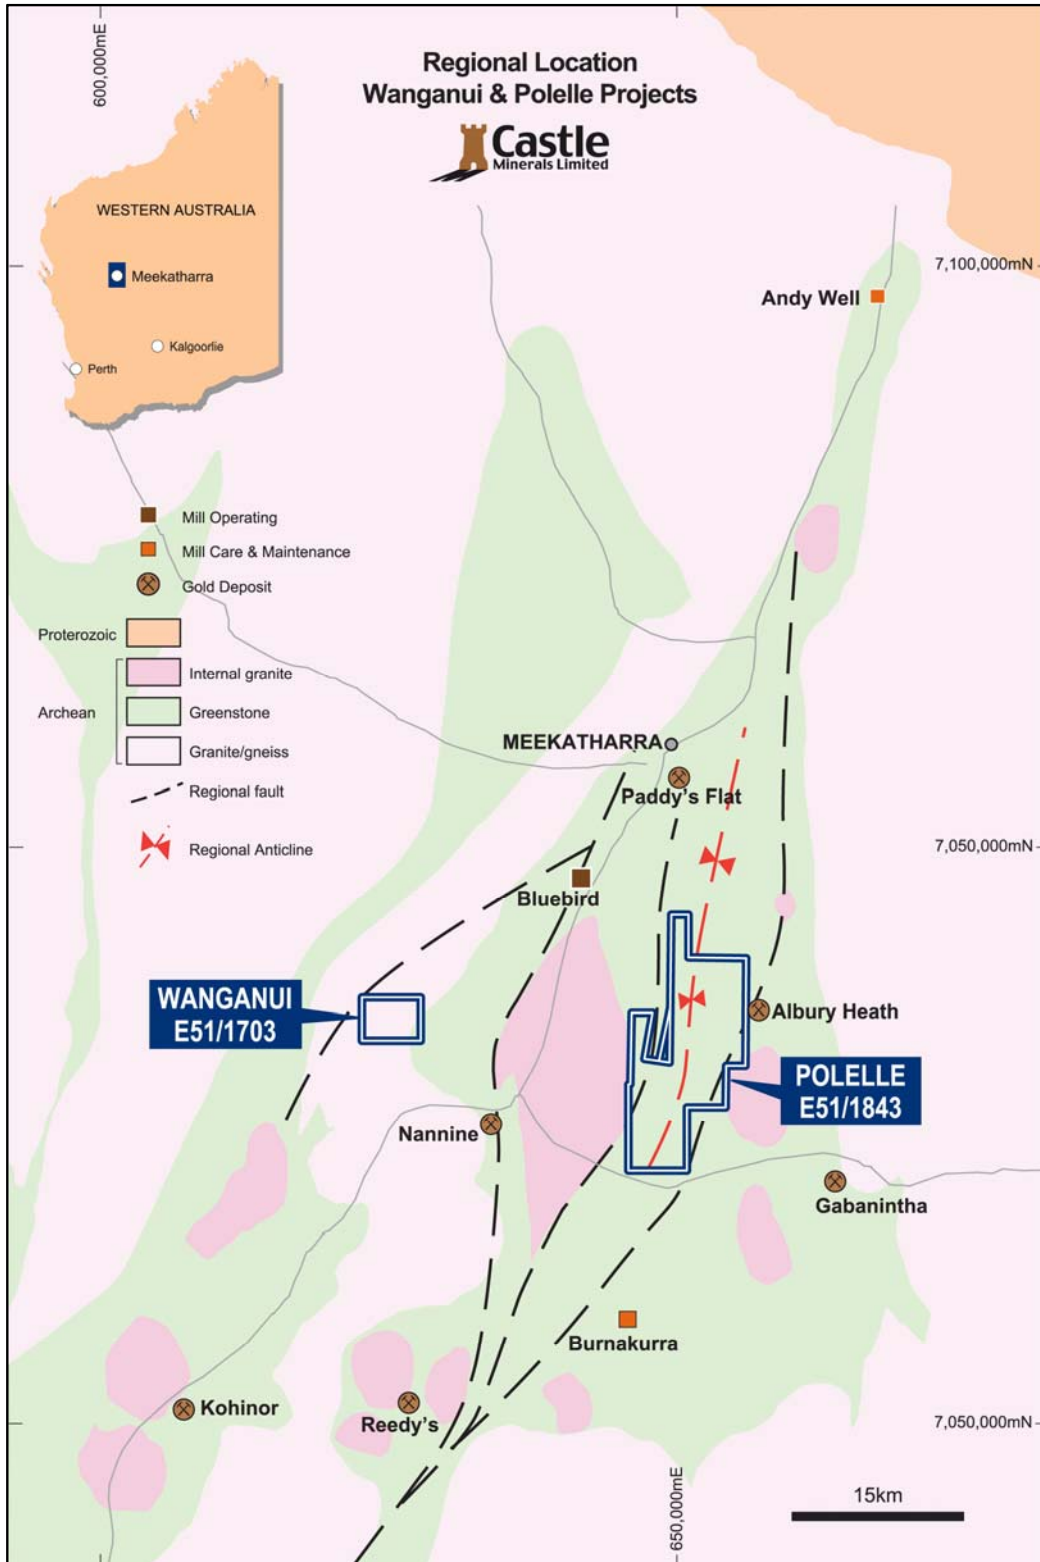 600,000mE
Regional Location
Wanganui & Polelle Projects
Castle
Minerals Limited
WESTERN AUSTRALIA
Meekatharra
Kalgoorlie
Perth
7,100,000mN
Andy Well
Mill Operating
Mill Care & Maintenance
Gold Deposit
Proterozoic
Internal granite
Archean
Greenstone
Granite/gneiss
Regional fault
Regional Anticline
MEEKATHARRA
Paddy's Flat
7,050,000mN
Bluebird
WANGANUI
E51/1703
Albury Heath
POLELLE
E51/1843
Nannine
Gabanintha
Burnakurra
Kohinor
Reedy's
7,050,000mN
650,000mE
15km